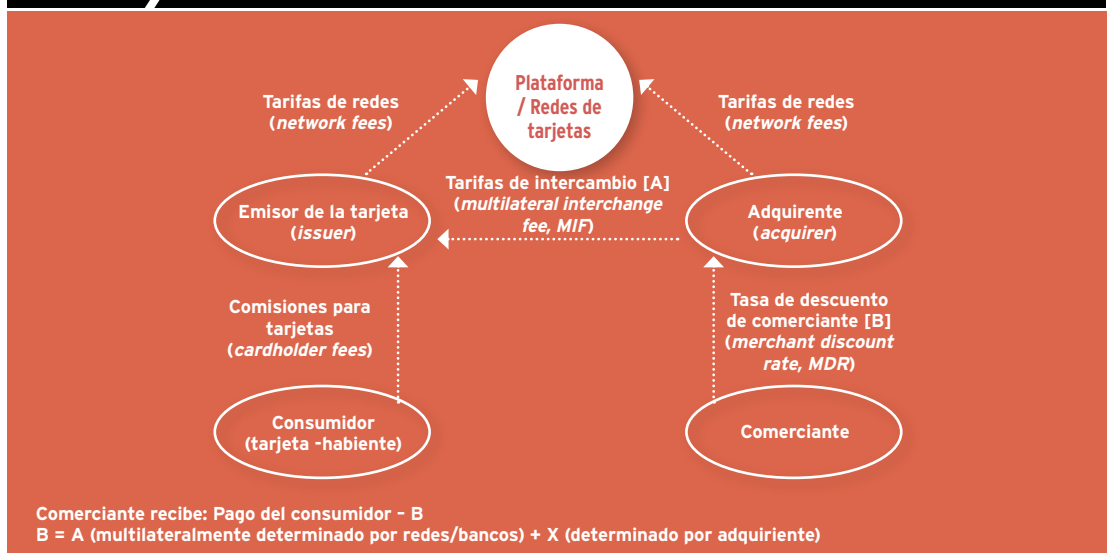 Plataforma
/ Redes de
tarjetas
Tarifas de redes
(network fees)
Tarifas de redes
(network fees)
Tarifas de intercambio [A]
(multilateral interchange
fee, MIF)
Emisor de la tarjeta
(issuer)
Adquirente
(acquirer)
Comisiones para
tarjetas
(cardholder fees)
Tasa de descuento
de comerciante [B]
(merchant discount
rate, MDR)
Consumidor
(tarjeta -habiente)
Comerciante
Comerciante recibe: Pago del consumidor – B
B = A (multilateralmente determinado por redes/bancos) + X (determinado por adquiriente)